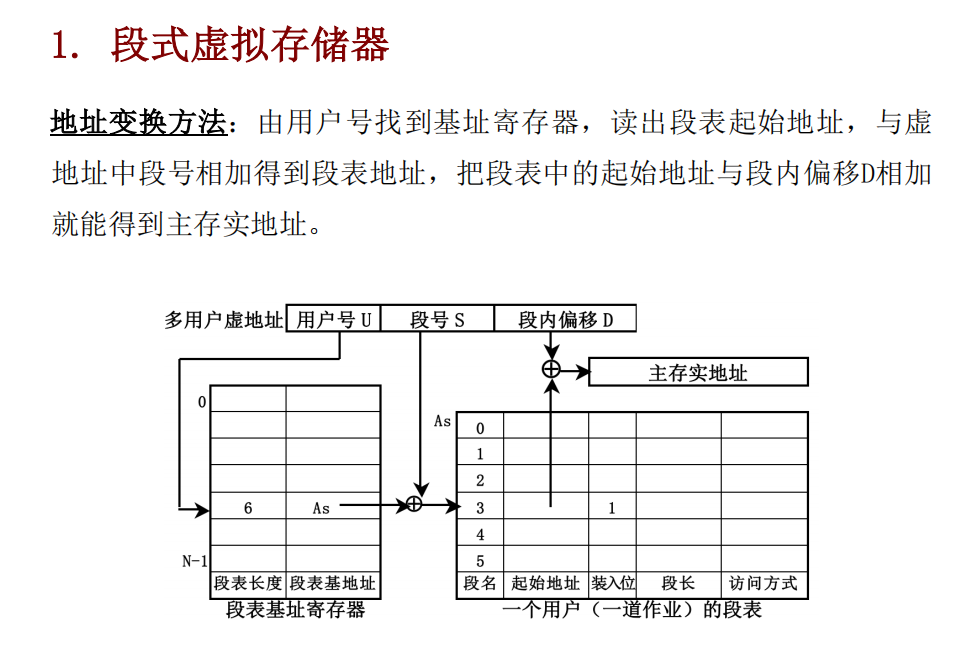 1. 段式虚拟存储器
地址变换方法：由用户号找到基址寄存器，读出段表起始地址，与虚
地址中段号相加得到段表地址，把段表中的起始地址与段内偏移D相加
就能得到主存实地址。
多用户虚地址 用户号 U 段号 S 段内偏移 D
主存实地址
0
As 0
1
2
6 As 3 1
4
N-1 5
段表长度 段表基地址 段名 起始地址 装入位 段长 访问方式
段表基址寄存器 一个用户（一道作业）的段表